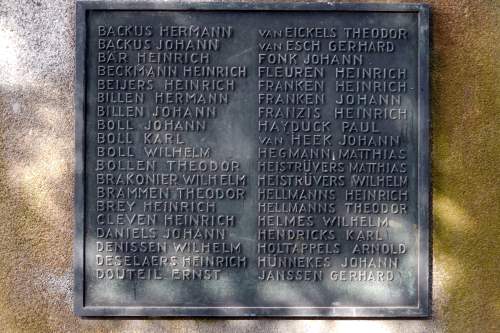 BACKUS HERMANN
BACKUS JOHANN
BÄR HEINRICH
BECKMANN HEINRICH
BEIJERS HEINRICH
BILLEN HERMANN
BILLEN JOHANN
BOLL JOHANN
BOLL KARL
BOLL WILHELM
BOLLEN THEODOR
BRAKONIER WILHELM
BRAMMEN THEODOR
BREY HEINRICH
CLEVEN HEINRICH
DANIELS JOHANN
DENISSEN WILHELM
DESELAERS HEINRICH
DOUTEIL ERNST
VAN EICKELS THEODOR
VAN ESCH GERHARD
FONK JOHANN
FLEUREN HEINRICH
FRANKEN HEINRICH
FRANKEN JOHANN
FRANZIS HEINRICH
HAYDUCK PAUL
VAN HEEK JOHANN
HEGMANN MATTHIAS
HEISTRÜVERS MATTHIAS
HEISTRÜVERS WILHELM
HELLMANNS HEINRICH
HELLMANNS THEODOR
HELMES WILHELM
HENDRICKS KARL
HOLTAPPELS ARNOLD
HÜNNEKES JOHANN
JANSSEN GERHARD